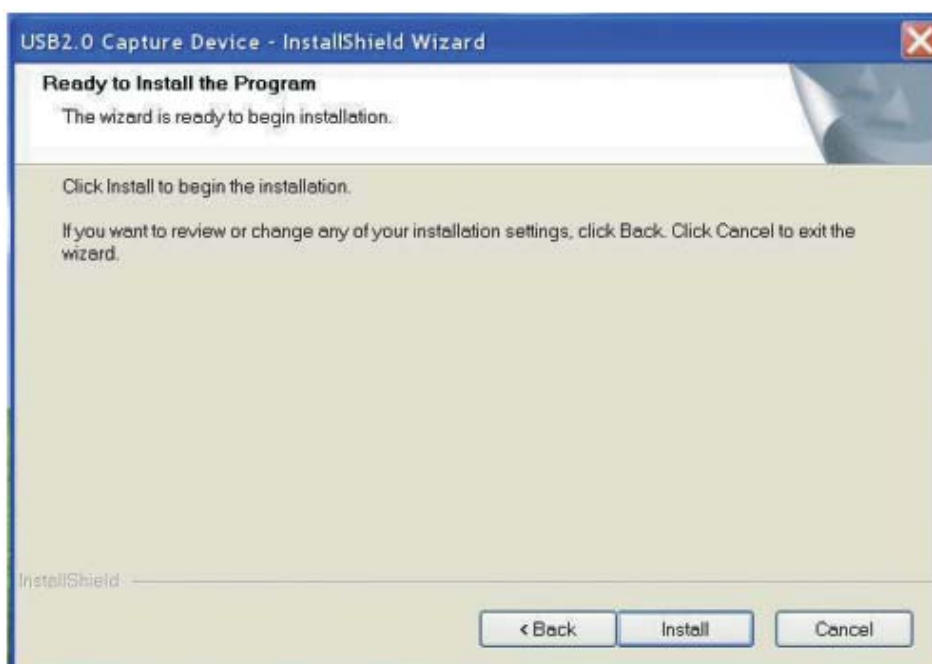 USB2.0 Capture Device - InstallShield Wizard
Ready to Install the Program
The wizard is ready to begin installation.
Click Install to begin the installation.
If you want to review or change any of your installation settings, click Back. Click Cancel to exit the
wizard.
InstallShield
< Back
Install
Cancel